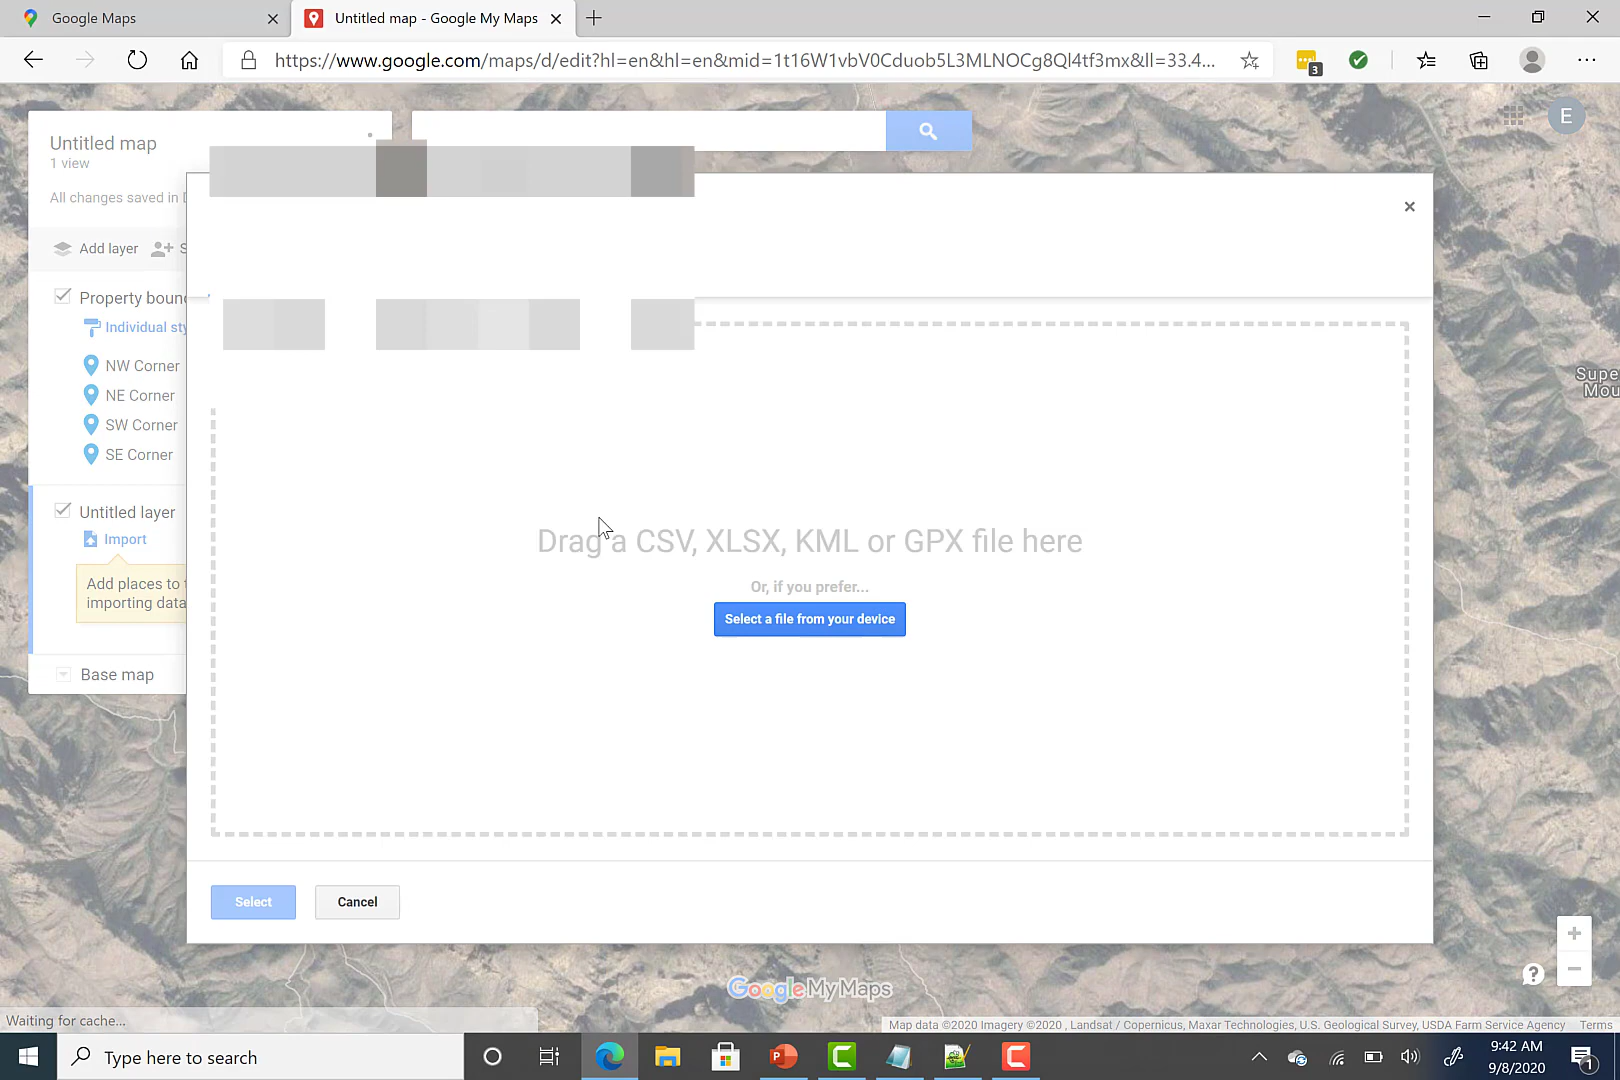 Google Maps
Untitled map - Google My Maps
https://www.google.com/maps/d/edit?hl=en&hl=en&mid=1t16W1vbV0Cduob5L3MLNOCg8Ql4tf3mx&ll=33.4...
3
Untitled map
1 view
All changes saved in
E
Add layer
Property boun
Individual sty
NW Corner
NE Corner
SW Corner
SE Corner
Untitled layer
Import
Add places to
importing data
Base map
Drag a CSV, XLSX, KML or GPX file here
Or, if you prefer...
Select a file from your device
Select
Cancel
Supe
Mou
Google My Maps
Waiting for cache...
Map data ©2020 Imagery ©2020 , Landsat / Copernicus, Maxar Technologies, U.S. Geological Survey, USDA Farm Service Agency
Terms
Type here to search
9:42 AM
9/8/2020
1